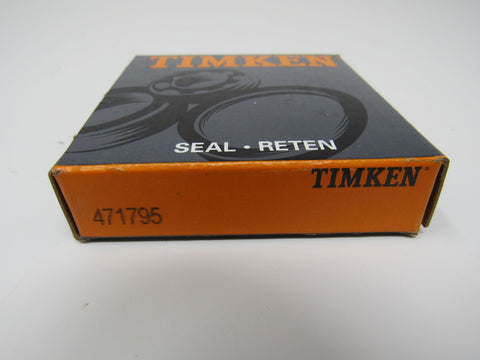 TIMKEN
SEAL • RETEN
TIMKEN®
471795